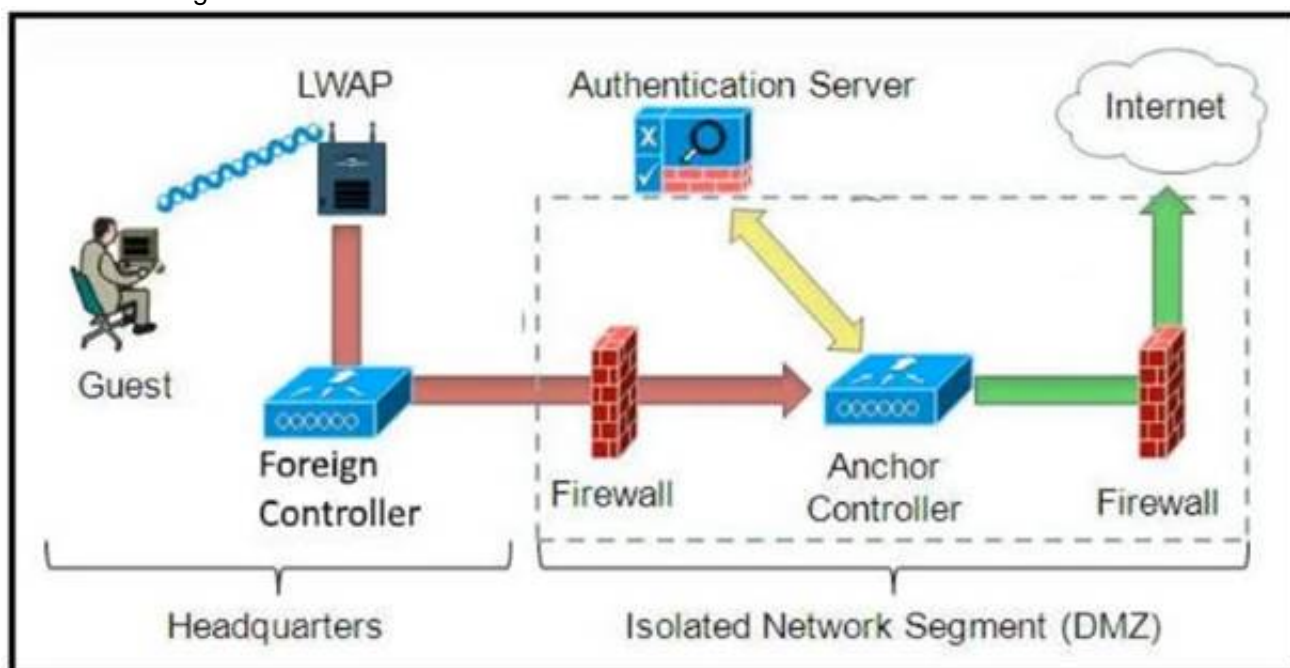 LWAP
Authentication Server
Internet
Guest
Foreign
Controller
Firewall
Anchor
Controller
Firewall
Headquarters
Isolated Network Segment (DMZ)